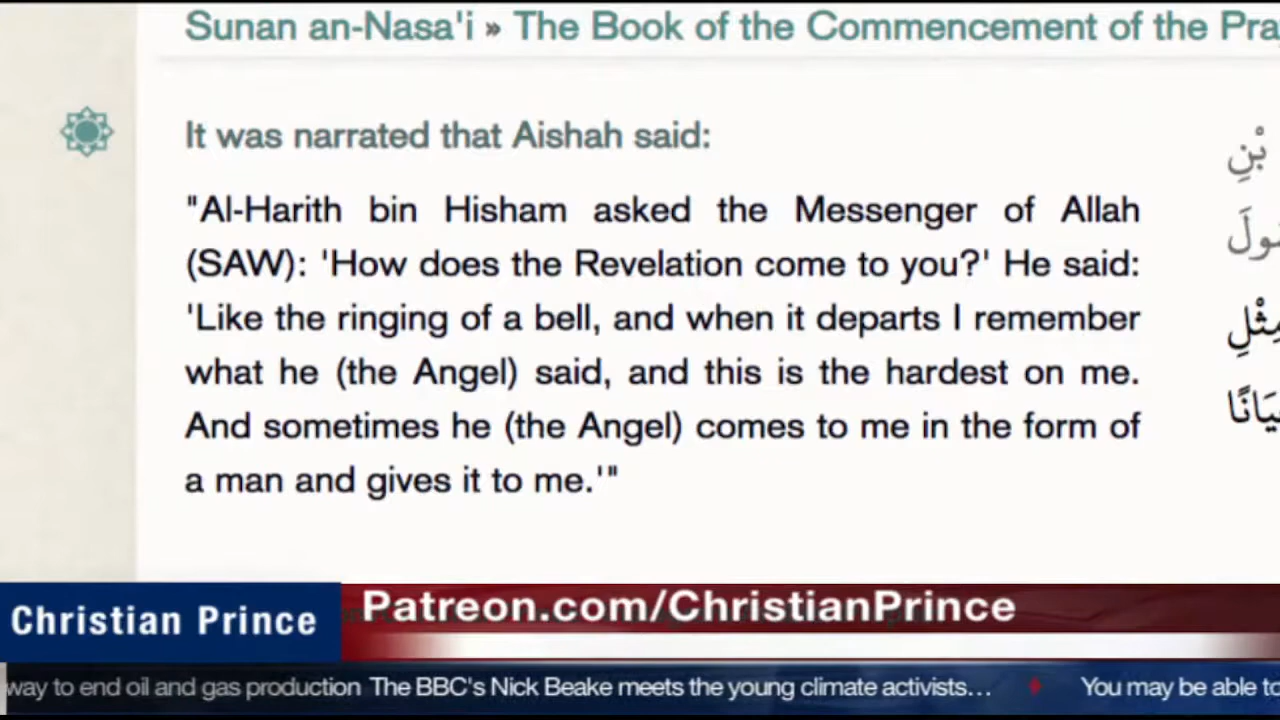 Sunan an-Nasa'i » The Book of the Commencement of the Pra
It was narrated that Aishah said:
"Al-Harith bin Hisham asked the Messenger of Allah
(SAW): 'How does the Revelation come to you?' He said:
'Like the ringing of a bell, and when it departs I remember
what he (the Angel) said, and this is the hardest on me.
And sometimes he (the Angel) comes to me in the form of
a man and gives it to me.'"
بْنِ
مِثْلِ
Christian Prince
Patreon.com/ChristianPrince
way to end oil and gas production The BBC's Nick Beake meets the young climate activists... You may be able to